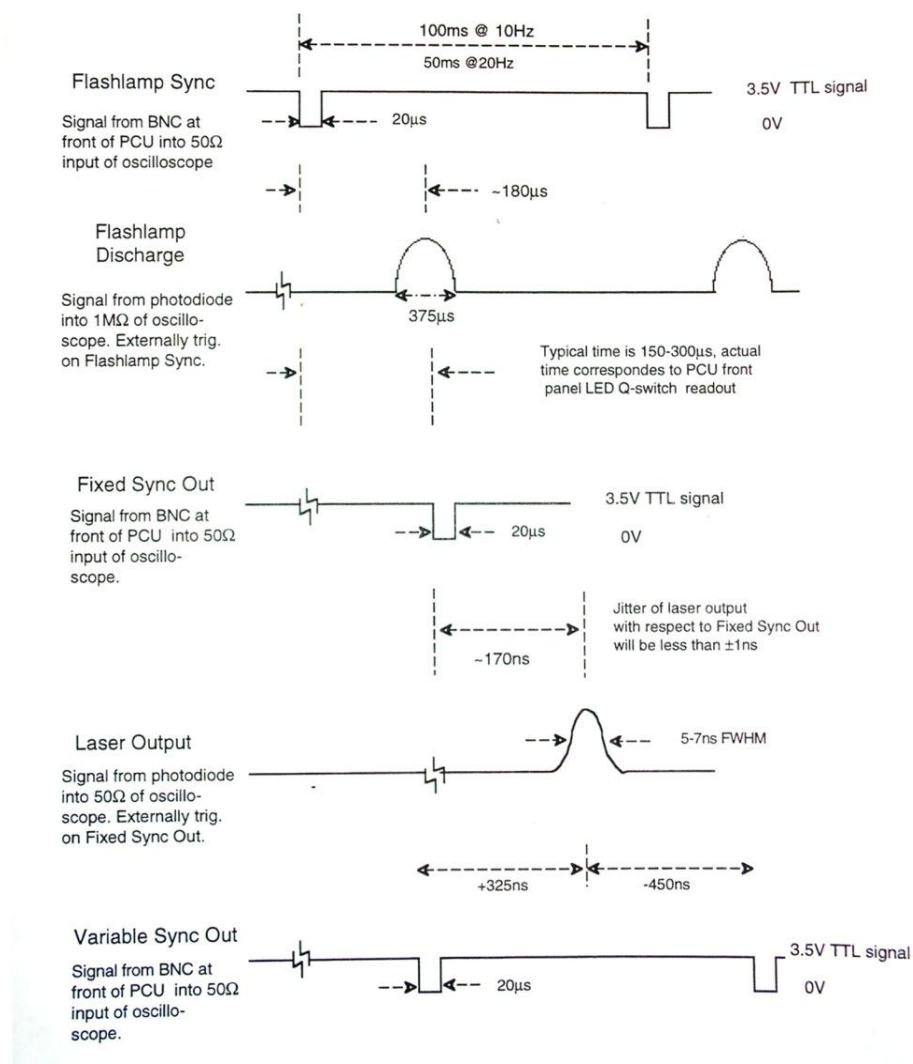 100ms @ 10Hz
50ms @20Hz
Flashlamp Sync
3.5V TTL signal
Signal from BNC at
front of PCU into 50Ω
input of oscilloscope
20µs
0V
~180µs
Flashlamp
Discharge
Signal from photodiode
into 1MΩ of oscillo-
scope. Externally trig.
on Flashlamp Sync.
375µs
Typical time is 150-300µs, actual
time correspondes to PCU front
panel LED Q-switch readout
Fixed Sync Out
3.5V TTL signal
Signal from BNC at
front of PCU into 50Ω
input of oscillo-
scope.
20µs
0V
Jitter of laser output
with respect to Fixed Sync Out
will be less than ±1ns
~170ns
Laser Output
5-7ns FWHM
Signal from photodiode
into 50Ω of oscillo-
scope. Externally trig.
on Fixed Sync Out.
+325ns
-450ns
Variable Sync Out
3.5V TTL signal
Signal from BNC at
front of PCU into 50Ω
input of oscillo-
scope.
20µs
0V